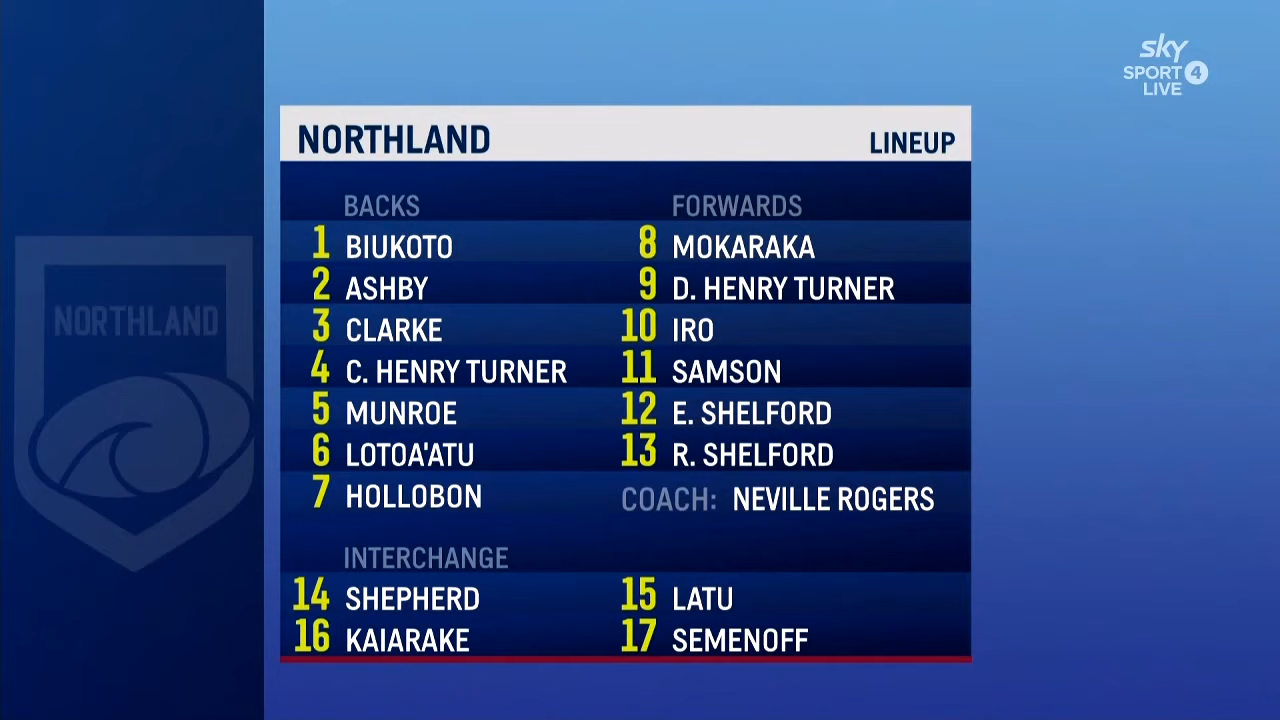 sky
SPORT 4
LIVE
NORTHLAND LINEUP
NORTHLAND
BACKS
1 BIUKOTO
2 ASHBY
3 CLARKE
4 C. HENRY TURNER
5 MUNROE
6 LOTOA'ATU
7 HOLLOBON
FORWARDS
8 MOKARAKA
9 D. HENRY TURNER
10 IRO
11 SAMSON
12 E. SHELFORD
13 R. SHELFORD
COACH: NEVILLE ROGERS
INTERCHANGE
14 SHEPHERD
15 LATU
16 KAIARAKE
17 SEMENOFF